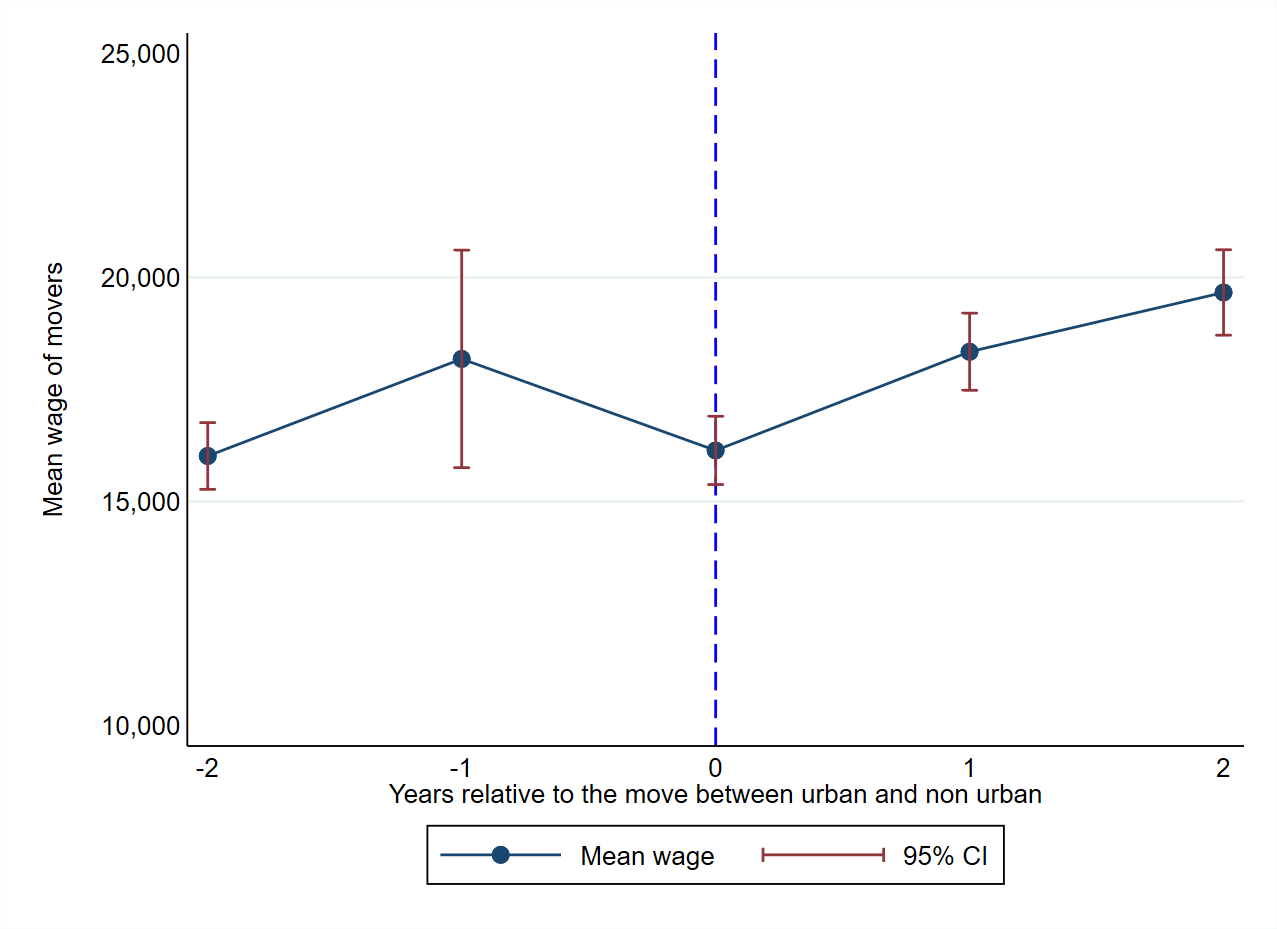 25,000
20,000
15,000
10,000
Mean wage of movers
-2 -1 0 1 2
Years relative to the move between urban and non urban
Mean wage 95% CI